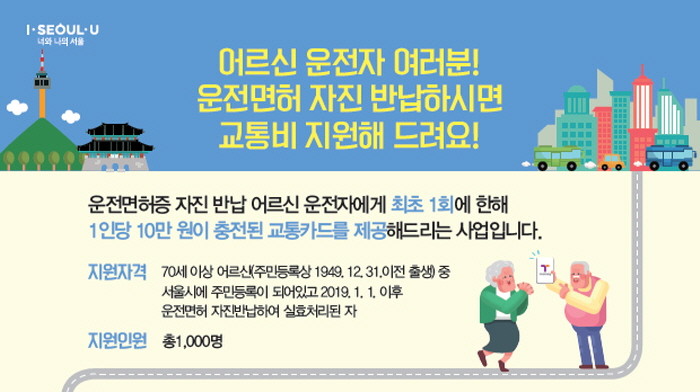 I·SEOUL·U
너와 나의 서울
어르신 운전자 여러분!
운전면허 자진 반납하시면
교통비 지원해 드려요!
운전면허증 자진 반납 어르신 운전자에게 최초 1회에 한해
1인당 10만 원이 충전된 교통카드를 제공해드리는 사업입니다.
지원자격 70세 이상 어르신(주민등록상 1949. 12. 31.이전 출생) 중
서울시에 주민등록이 되어있고 2019. 1. 1. 이후
운전면허 자진반납하여 실효처리된 자
지원인원 총1,000명
T